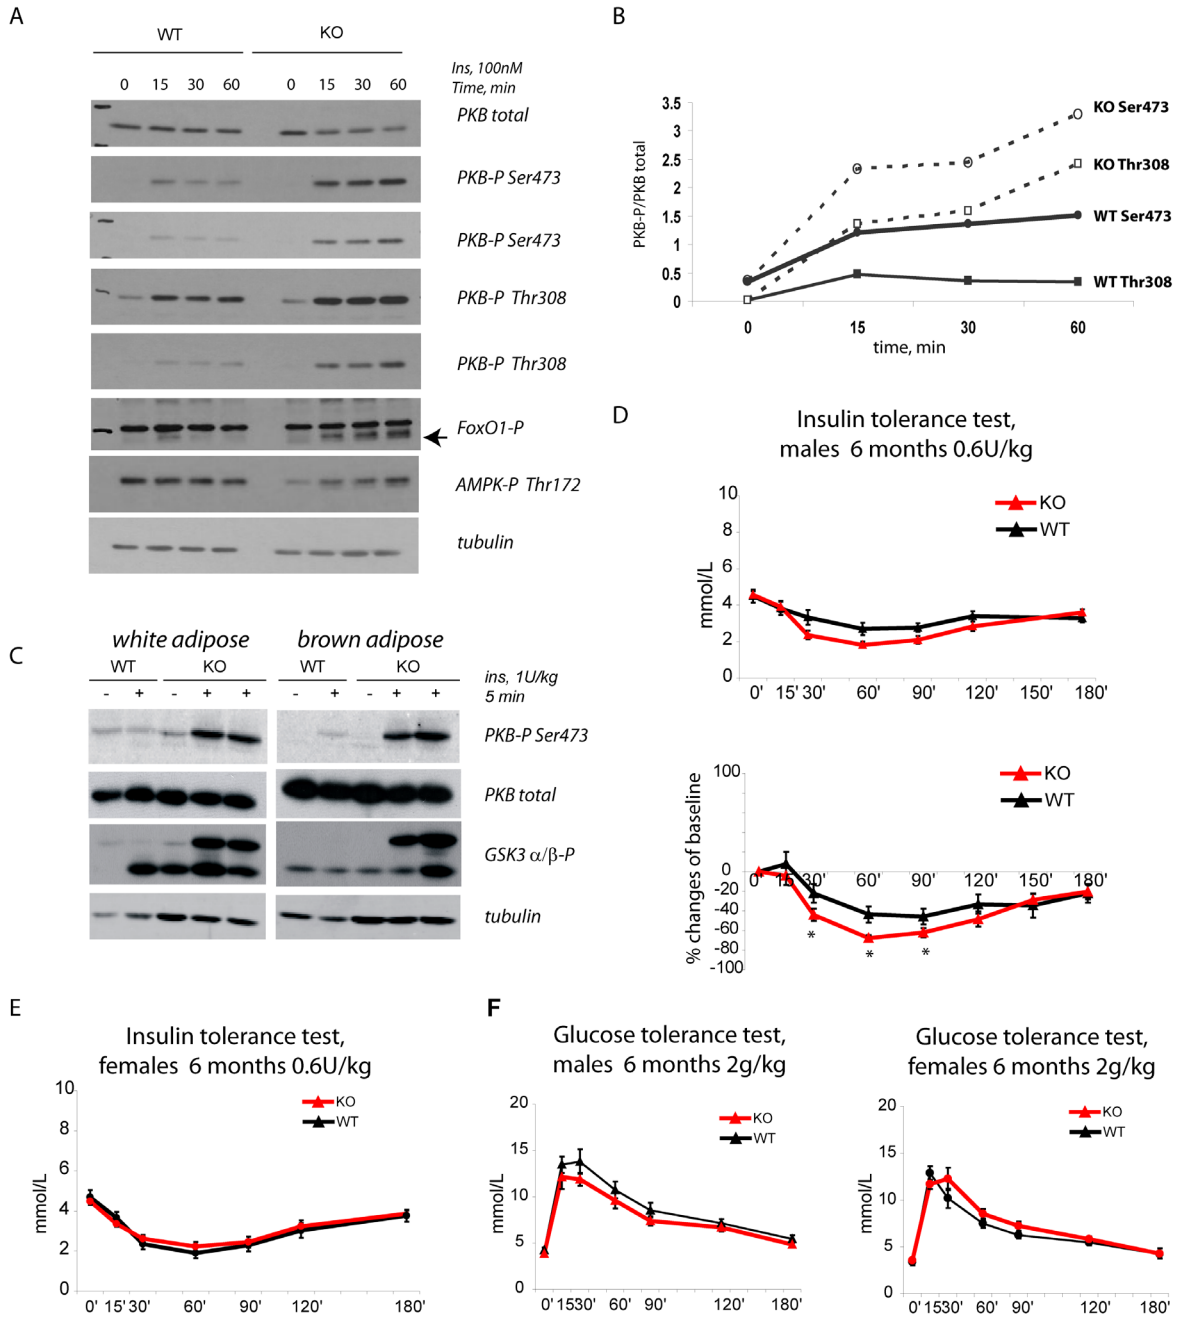 A
WT
KO
0 15 30 60 0 15 30 60
Ins, 100nM
Time, min
PKB total
PKB-P Ser473
PKB-P Ser473
PKB-P Thr308
PKB-P Thr308
FoxO1-P
AMPK-P Thr172
tubulin
B
PKB-P/PKB total
3.5
3
2.5
2
1.5
1
0.5
0
0 15 30 60
time, min
KO Ser473
KO Thr308
WT Ser473
WT Thr308
C
white adipose brown adipose
WT KO WT KO
- + - + + - + - + +
ins, 1U/kg
5 min
PKB-P Ser473
PKB total
GSK3 α/β-P
tubulin
D
Insulin tolerance test,
males 6 months 0.6U/kg
KO
WT
mmol/L
10
8
6
4
2
0
0' 15' 30' 60' 90' 120' 150' 180'
KO
WT
% changes of baseline
100
0
-20
-40
-60
-80
-100
0' 15' 30' 60' 90' 120' 150' 180'
* * *
E
Insulin tolerance test,
females 6 months 0.6U/kg
KO
WT
mmol/L
10
8
6
4
2
0
0' 15' 30' 60' 90' 120' 180'
F
Glucose tolerance test,
males 6 months 2g/kg
KO
WT
mmol/L
20
15
10
5
0
0' 1530' 60' 90' 120' 180'
Glucose tolerance test,
females 6 months 2g/kg
KO
WT
mmol/L
20
15
10
5
0
0' 1530' 60' 90' 120' 180'